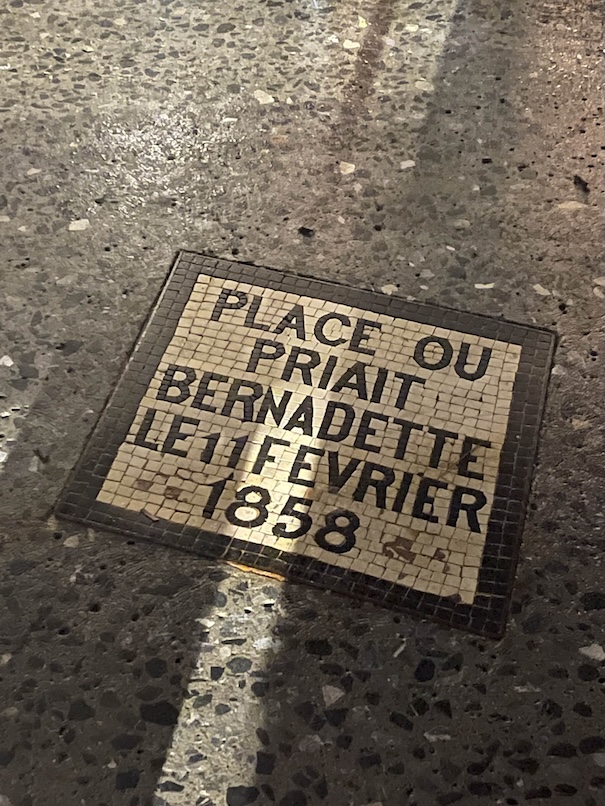 PLACE OU
PRIAIT
BERNADETTE
LE 11 FEVRIER
1858